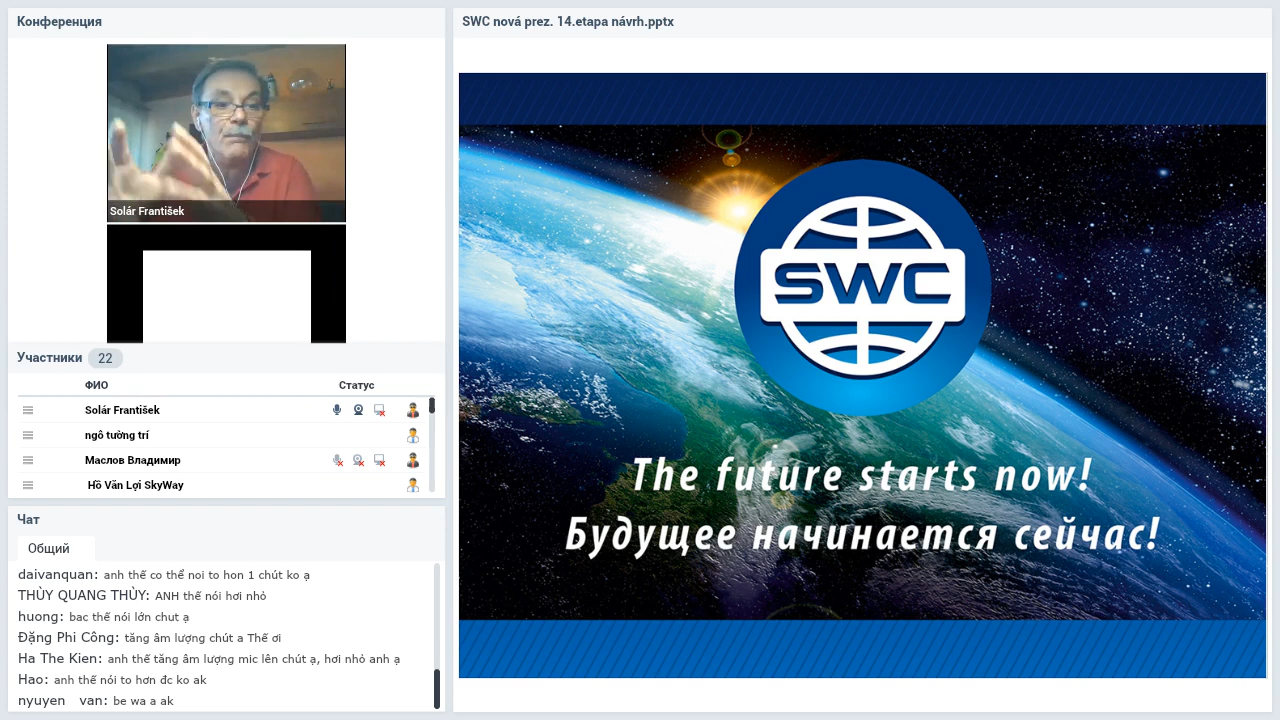 Конференция
Solár František
Участники 22
ФИО Статус
Solár František
ngô tường trí
Маслов Владимир
Hồ Văn Lợi SkyWay
Чат
Общий
daivanquan: anh thế co thể noi to hon 1 chút ko ạ
THÙY QUANG THÙY: ANH thế nói hơi nhỏ
huong: bac thế nói lớn chut ạ
Đặng Phi Công: tăng âm lượng chút a Thế ơi
Ha The Kien: anh thế tăng âm lượng mic lên chút ạ, hơi nhỏ anh ạ
Hao: anh thế nói to hơn đc ko ak
nyuyen van: be wa a ak
SWC nová prez. 14.etapa návrh.pptx
SWC
The future starts now!
Будущее начинается сейчас!